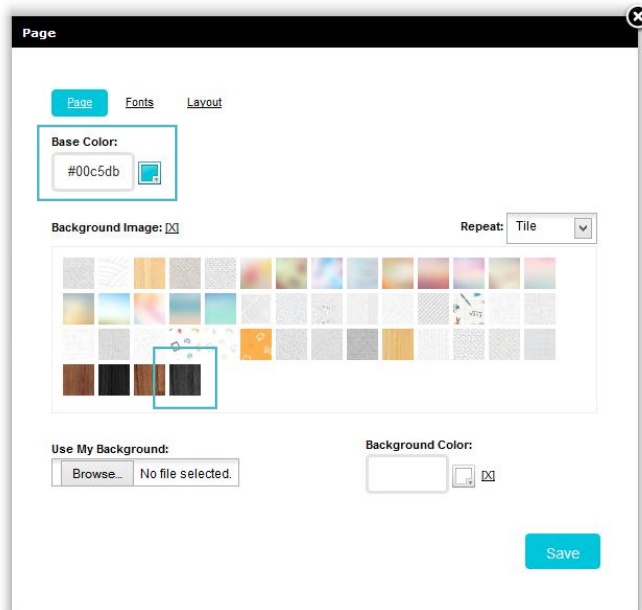 Page
Page Fonts Layout
Base Color:
#00c5db
Background Image: [X] Repeat: Tile
Use My Background:
Browse... No file selected.
Background Color:
[X]
Save